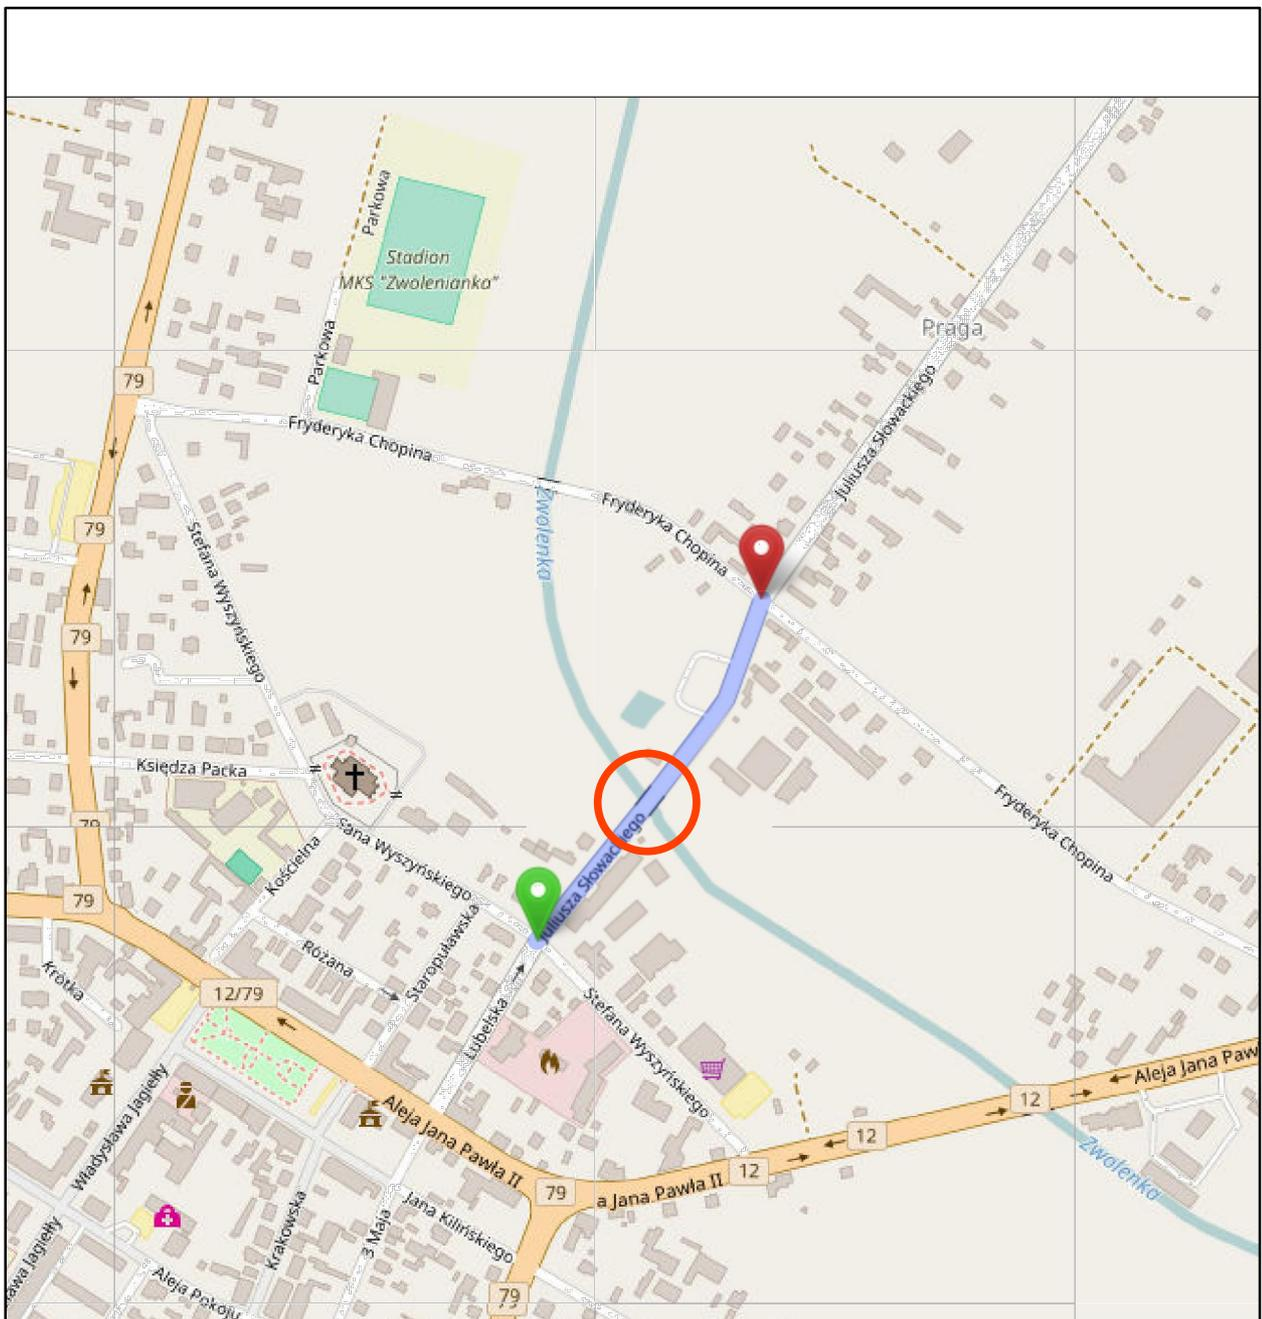 Parkowa
Stadion
MKS "Zwolenianka"
Parkowa
Praga
79
Juliusza Słowackiego
Fryderyka Chopina
Zwolenka
Fryderyka Chopina
79
Stefana Wyszyńskiego
79
Księdza Packa
Fryderyka Chopina
79
Sana Wyszyńskiego
Juliusza Słowackiego
Kościelna
79
Różana
Staropuławska
Krótka
12/79
Lubelska
Stefana Wyszyńskiego
Aleja Jana Paw
12
Władysława Jagiełły
Aleja Jana Pawła II
12
Zwolenka
12
79
a Jana Pawła II
Jana Kilińskiego
3 Maja
Krakowska
ława Jagiełły
Aleja Pokoju
79